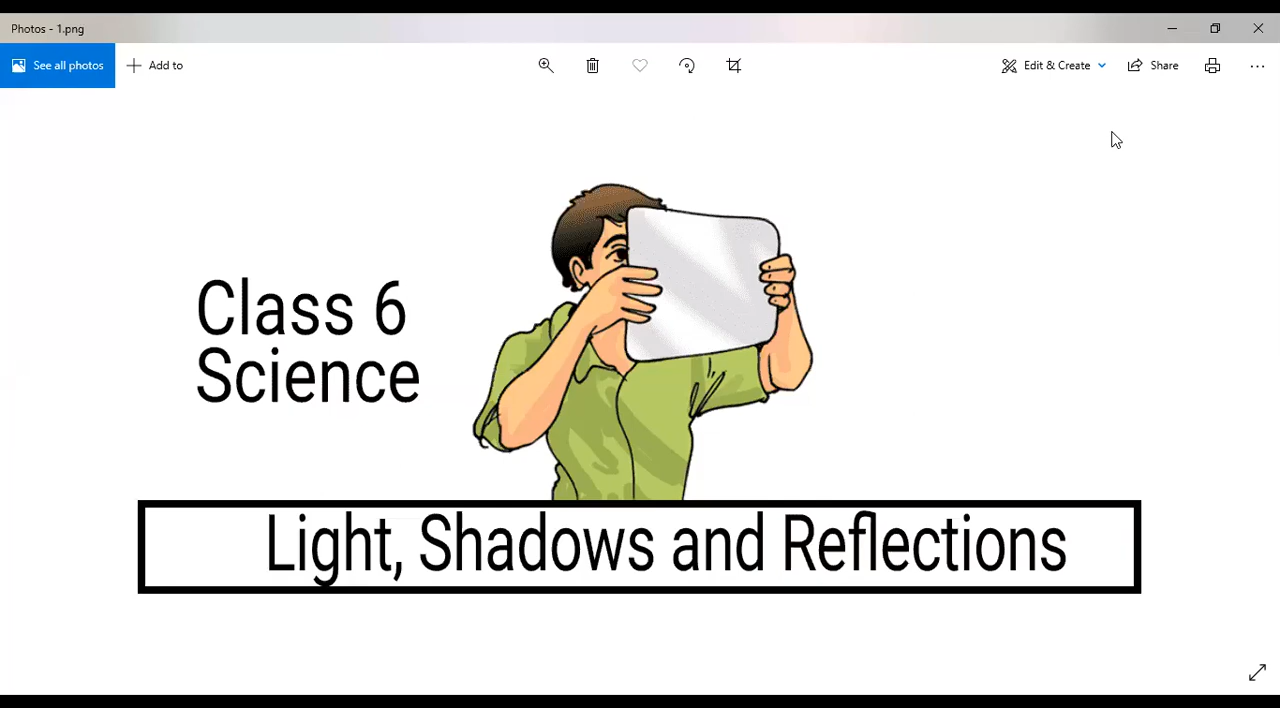 Photos - 1.png
See all photos
Add to
Edit & Create
Share
Class 6
Science
Light, Shadows and Reflections